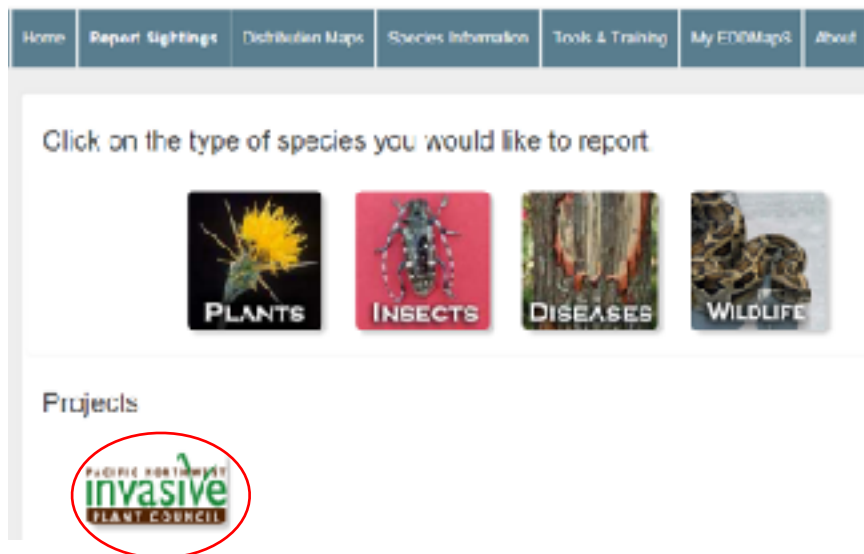 Home Report Sightings Distribution Maps Species Information Tools & Training My EDDMapS About
Click on the type of species you would like to report
PLANTS INSECTS DISEASES WILDLIFE
Projects
PACIFIC NORTHWEST
invasive
PLANT COUNCIL